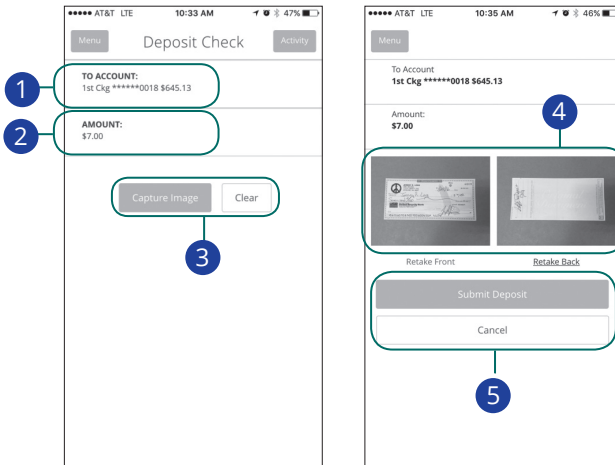 ●●●●● AT&T LTE 10:33 AM 47%
Menu Deposit Check Activity
TO ACCOUNT:
1st Ckg ******0018 $645.13
AMOUNT:
$7.00
Capture Image Clear
1
2
3
●●●●● AT&T LTE 10:35 AM 46%
Menu
To Account
1st Ckg ******0018 $645.13
Amount:
$7.00
4
Retake Front Retake Back
Submit Deposit
Cancel
5